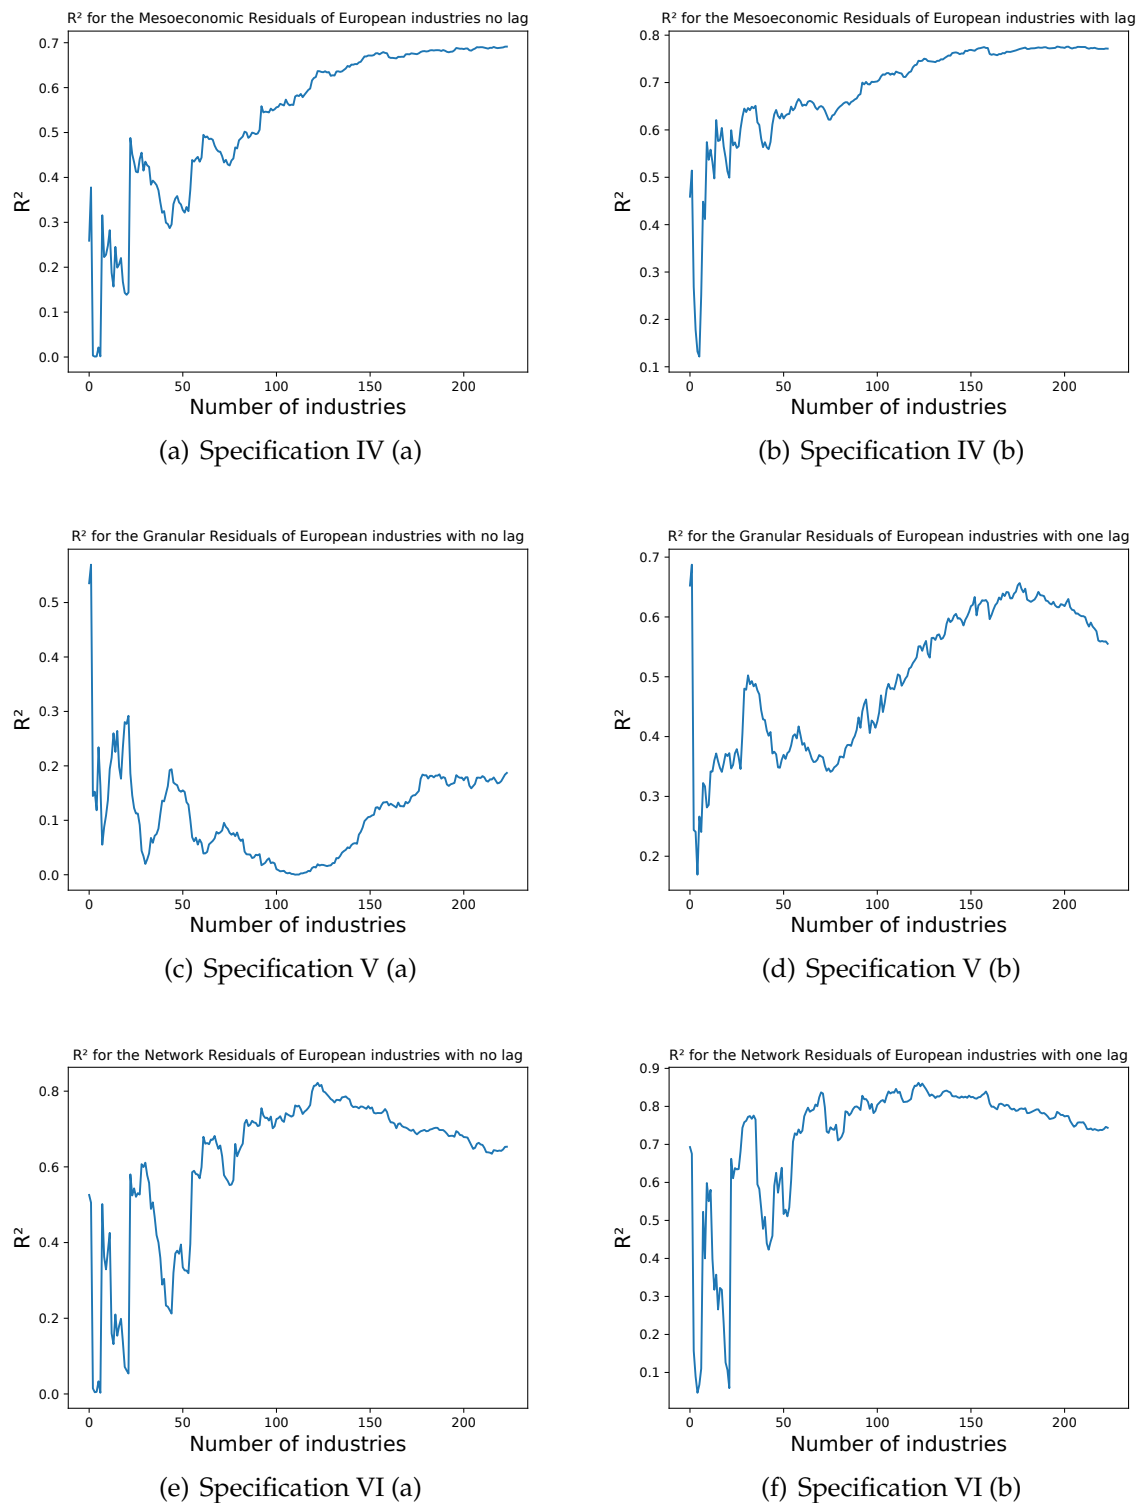 R² for the Mesoeconomic Residuals of European industries no lag
0.7
0.6
0.5
0.4
0.3
0.2
0.1
0.0
R²
0 50 100 150 200
Number of industries
(a) Specification IV (a)
R² for the Mesoeconomic Residuals of European industries with lag
0.8
0.7
0.6
0.5
0.4
0.3
0.2
0.1
R²
0 50 100 150 200
Number of industries
(b) Specification IV (b)
R² for the Granular Residuals of European industries with no lag
0.5
0.4
0.3
0.2
0.1
0.0
R²
0 50 100 150 200
Number of industries
(c) Specification V (a)
R² for the Granular Residuals of European industries with one lag
0.7
0.6
0.5
0.4
0.3
0.2
R²
0 50 100 150 200
Number of industries
(d) Specification V (b)
R² for the Network Residuals of European industries with no lag
0.8
0.6
0.4
0.2
0.0
R²
0 50 100 150 200
Number of industries
(e) Specification VI (a)
R² for the Network Residuals of European industries with one lag
0.9
0.8
0.7
0.6
0.5
0.4
0.3
0.2
0.1
R²
0 50 100 150 200
Number of industries
(f) Specification VI (b)